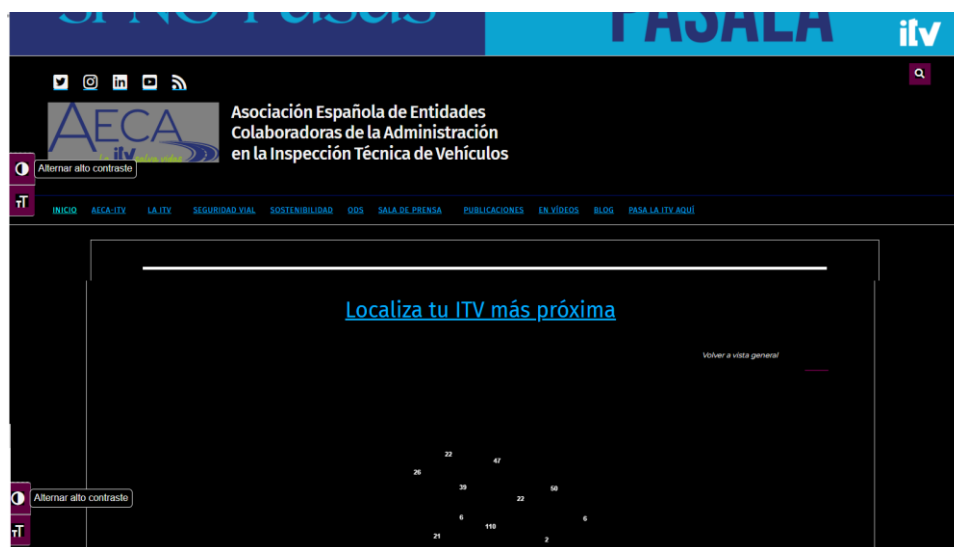 PASALA
itv
AECA
itv
Asociación Española de Entidades
Colaboradoras de la Administración
en la Inspección Técnica de Vehículos
Alternar alto contraste
TT
INICIO AECA-ITV LA ITV SEGURIDAD VIAL SOSTENIBILIDAD ODS SALA DE PRENSA PUBLICACIONES EN VÍDEOS BLOG PASA LA ITV AQUÍ
Localiza tu ITV más próxima
Volver a vista general
22
47
26
39
50
22
6
6
110
21
2
Alternar alto contraste
TT